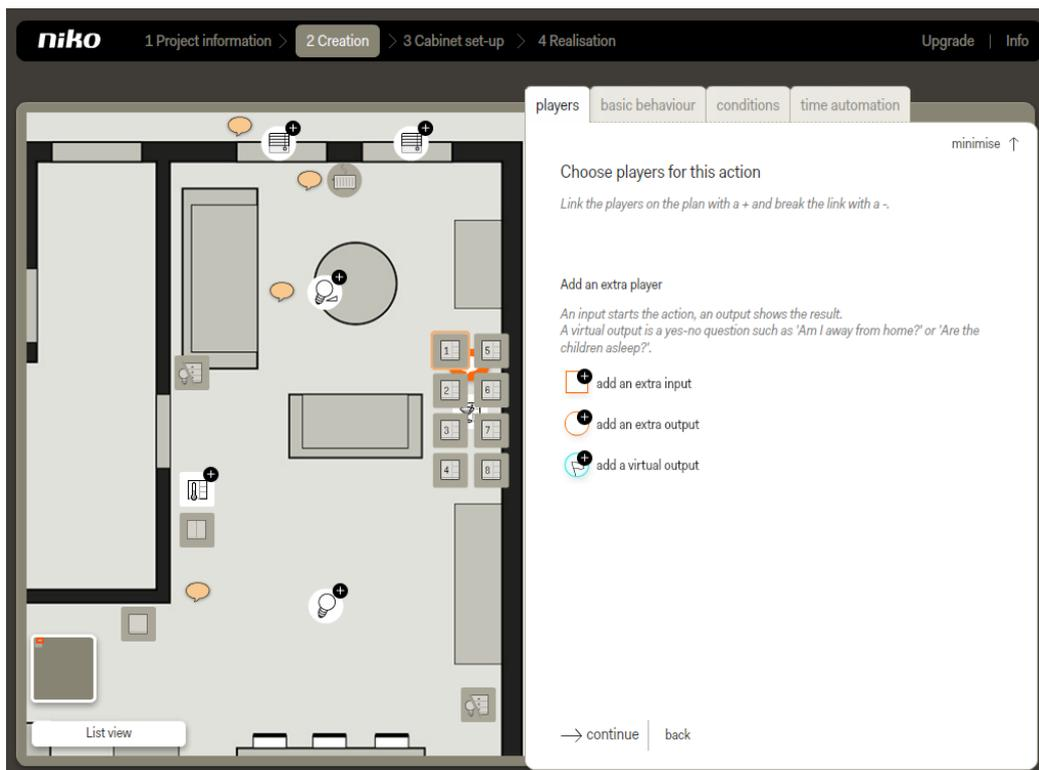 niko
1 Project information
2 Creation
3 Cabinet set-up
4 Realisation
Upgrade | Info
players
basic behaviour
conditions
time automation
minimise
Choose players for this action
Link the players on the plan with a + and break the link with a -.
Add an extra player
An input starts the action, an output shows the result.
A virtual output is a yes-no question such as 'Am I away from home?' or 'Are the
children asleep?'.
add an extra input
add an extra output
add a virtual output
1 5
2 6
3 7
4 8
List view
continue
back